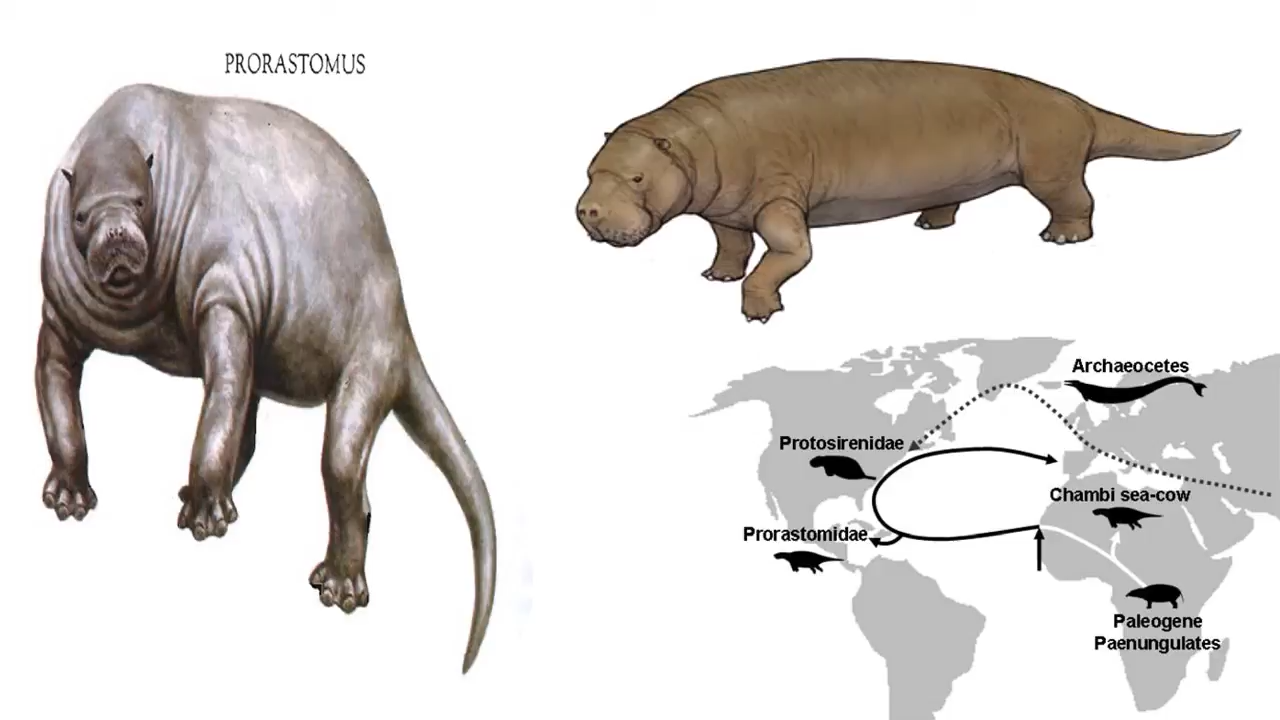 PRORASTOMUS
Archaeocetes
Protosirenidae
Chambi sea-cow
Prorastomidae
Paleogene
Paenungulates